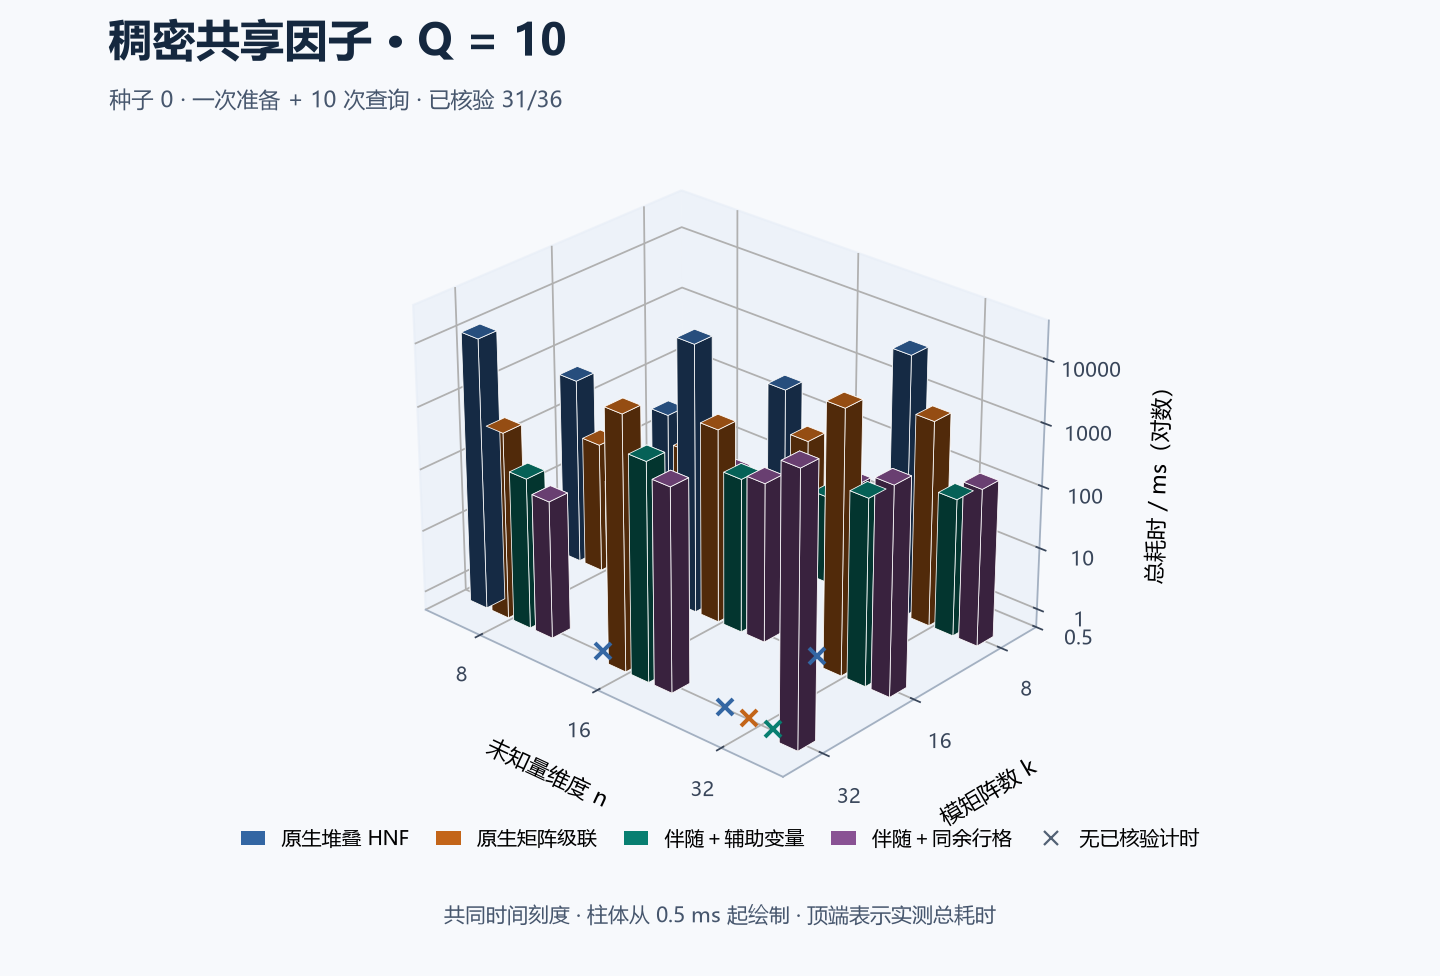 稠密共享因子 • Q = 10
种子 0 · 一次准备 + 10 次查询 · 已核验 31/36
10000
1000
100
10
1
0.5
总耗时 / ms（对数）
8
16
32
未知量维度 n
8
16
32
模矩阵数 k
原生堆叠 HNF
原生矩阵级联
伴随 + 辅助变量
伴随 + 同余行格
无已核验计时
共同时间刻度 · 柱体从 0.5 ms 起绘制 · 顶端表示实测总耗时